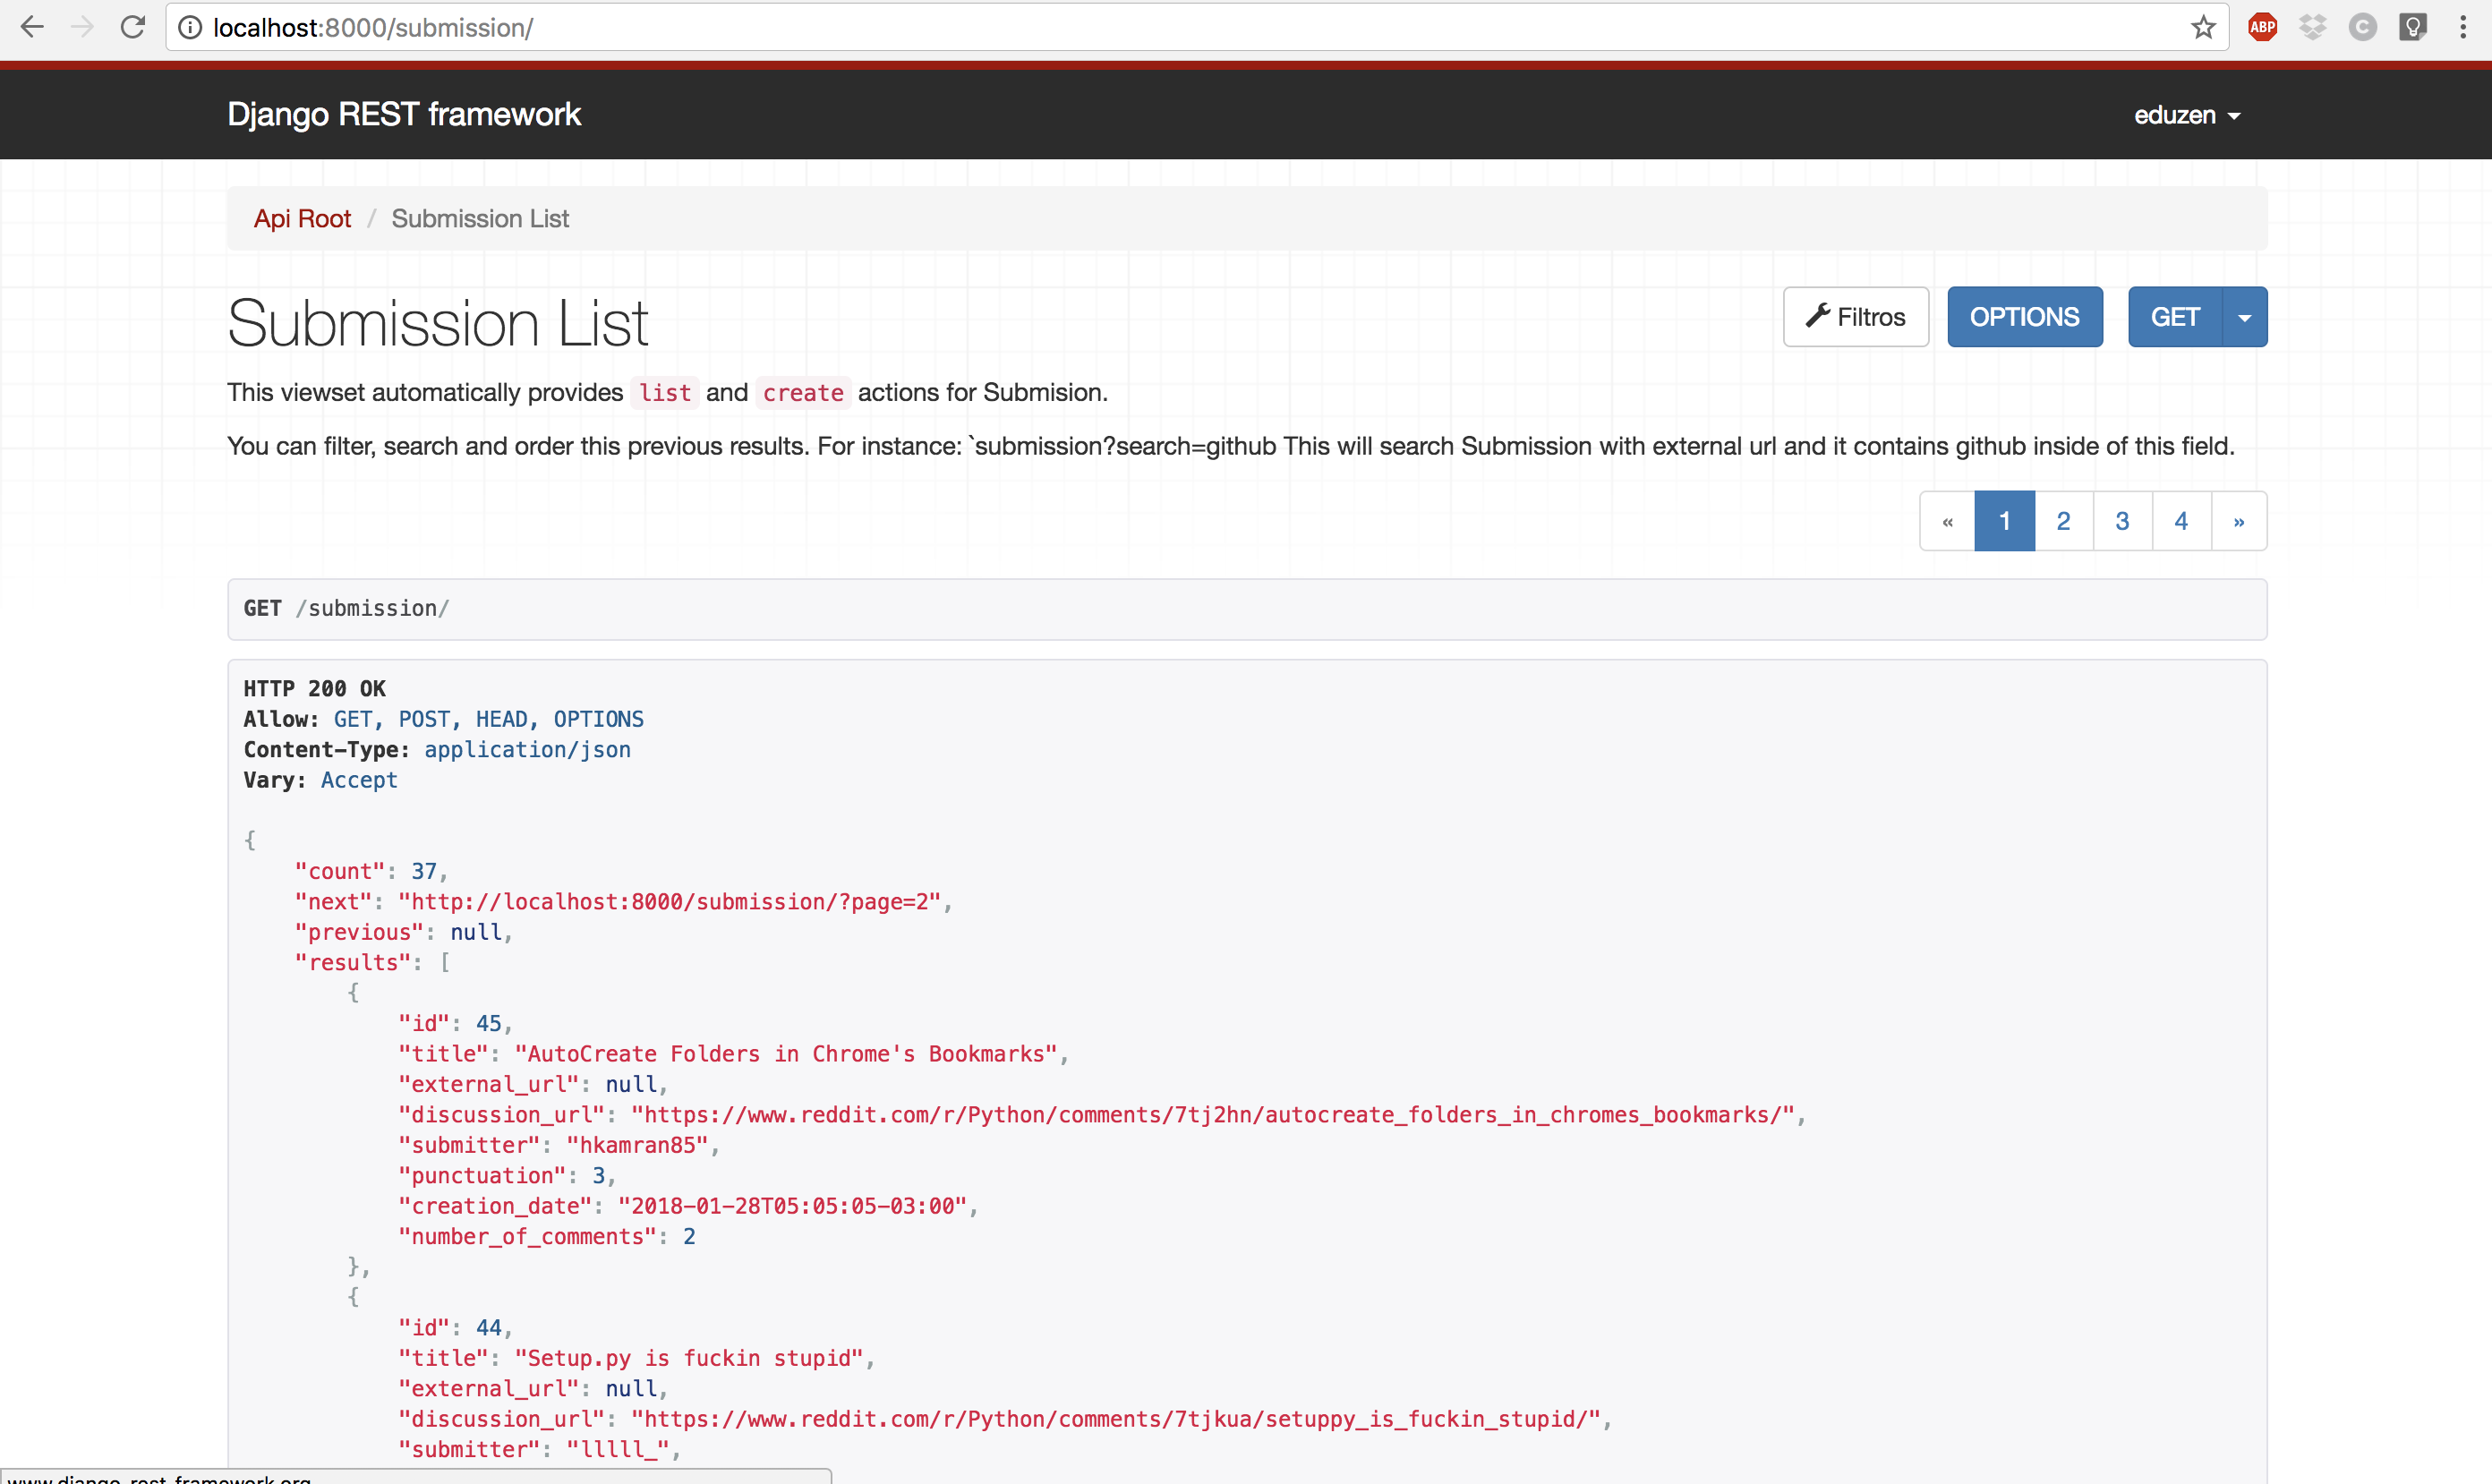 localhost:8000/submission/
ABP
C
Django REST framework
eduzen
Api Root / Submission List
Submission List
Filtros
OPTIONS
GET
This viewset automatically provides list and create actions for Submision.
You can filter, search and order this previous results. For instance: `submission?search=github This will search Submission with external url and it contains github inside of this field.
« 1 2 3 4 »
GET /submission/
HTTP 200 OK
Allow: GET, POST, HEAD, OPTIONS
Content-Type: application/json
Vary: Accept
{
"count": 37,
"next": "http://localhost:8000/submission/?page=2",
"previous": null,
"results": [
{
"id": 45,
"title": "AutoCreate Folders in Chrome's Bookmarks",
"external_url": null,
"discussion_url": "https://www.reddit.com/r/Python/comments/7tj2hn/autocreate_folders_in_chromes_bookmarks/",
"submitter": "hkamran85",
"punctuation": 3,
"creation_date": "2018-01-28T05:05:05-03:00",
"number_of_comments": 2
},
{
"id": 44,
"title": "Setup.py is fuckin stupid",
"external_url": null,
"discussion_url": "https://www.reddit.com/r/Python/comments/7tjkua/setuppy_is_fuckin_stupid/",
"submitter": "lllll_",
www.django-rest-framework.org